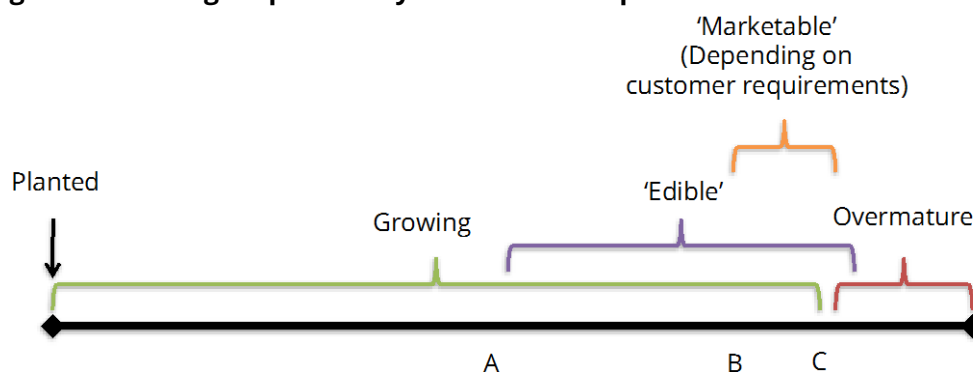 ‘Marketable’
(Depending on
customer requirements)
Planted
‘Edible’
Growing
Overmature
A
B
C